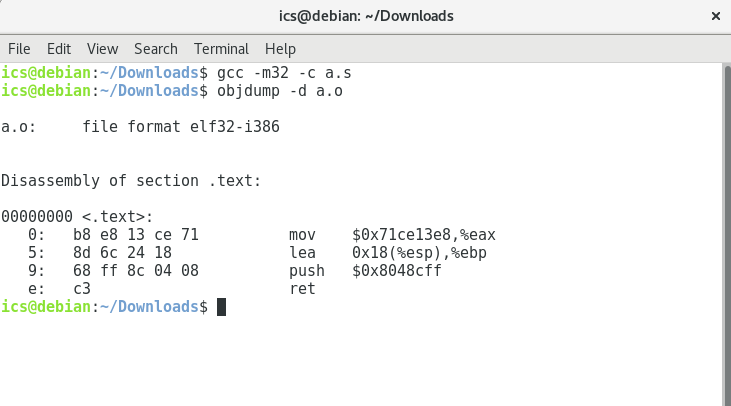 ics@debian: ~/Downloads ×
File Edit View Search Terminal Help
ics@debian:~/Downloads$ gcc -m32 -c a.s
ics@debian:~/Downloads$ objdump -d a.o
a.o:     file format elf32-i386
Disassembly of section .text:
00000000 <.text>:
   0:   b8 e8 13 ce 71          mov    $0x71ce13e8,%eax
   5:   8d 6c 24 18             lea    0x18(%esp),%ebp
   9:   68 ff 8c 04 08          push   $0x8048cff
   e:   c3                      ret
ics@debian:~/Downloads$